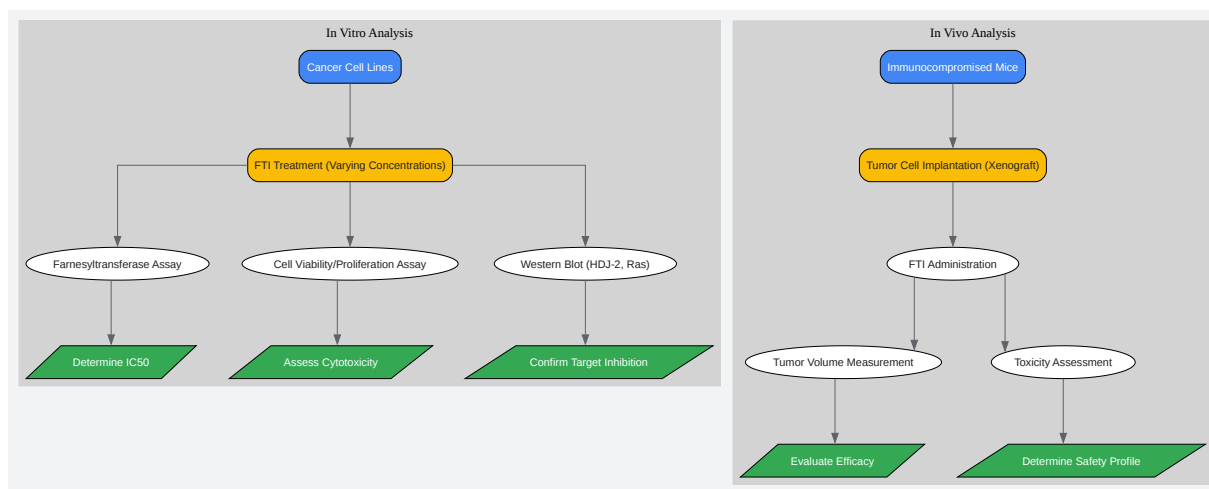 In Vitro Analysis
Cancer Cell Lines
FTI Treatment (Varying Concentrations)
Farnesyltransferase Assay
Cell Viability/Proliferation Assay
Western Blot (HDJ-2, Ras)
Determine IC50
Assess Cytotoxicity
Confirm Target Inhibition
In Vivo Analysis
Immunocompromised Mice
Tumor Cell Implantation (Xenograft)
FTI Administration
Tumor Volume Measurement
Toxicity Assessment
Evaluate Efficacy
Determine Safety Profile